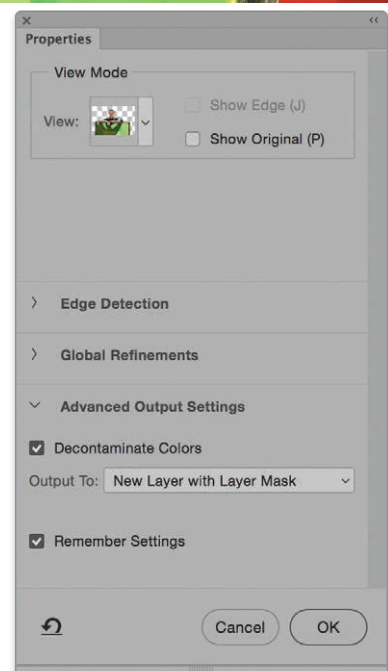 Properties
View Mode
View:
Show Edge (J)
Show Original (P)
Edge Detection
Global Refinements
Advanced Output Settings
Decontaminate Colors
Output To: New Layer with Layer Mask
Remember Settings
Cancel OK